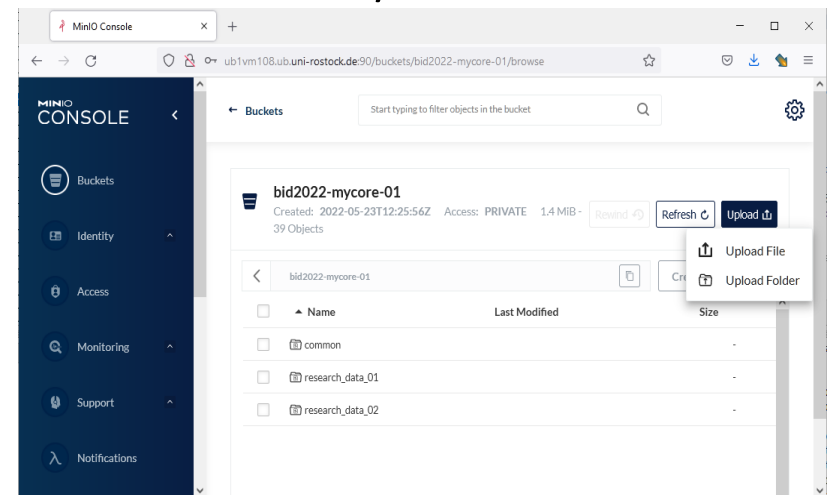 MinIO Console
ub1vm108.ub.uni-rostock.de:90/buckets/bid2022-mycore-01/browse
MINIO
CONSOLE
Buckets
Identity
Access
Monitoring
Support
Notifications
Buckets
Start typing to filter objects in the bucket
bid2022-mycore-01
Created: 2022-05-23T12:25:56Z Access: PRIVATE 1.4 MiB -
39 Objects
Rewind
Refresh
Upload
Upload File
Upload Folder
bid2022-mycore-01
Name
Last Modified
Size
common
-
research_data_01
-
research_data_02
-